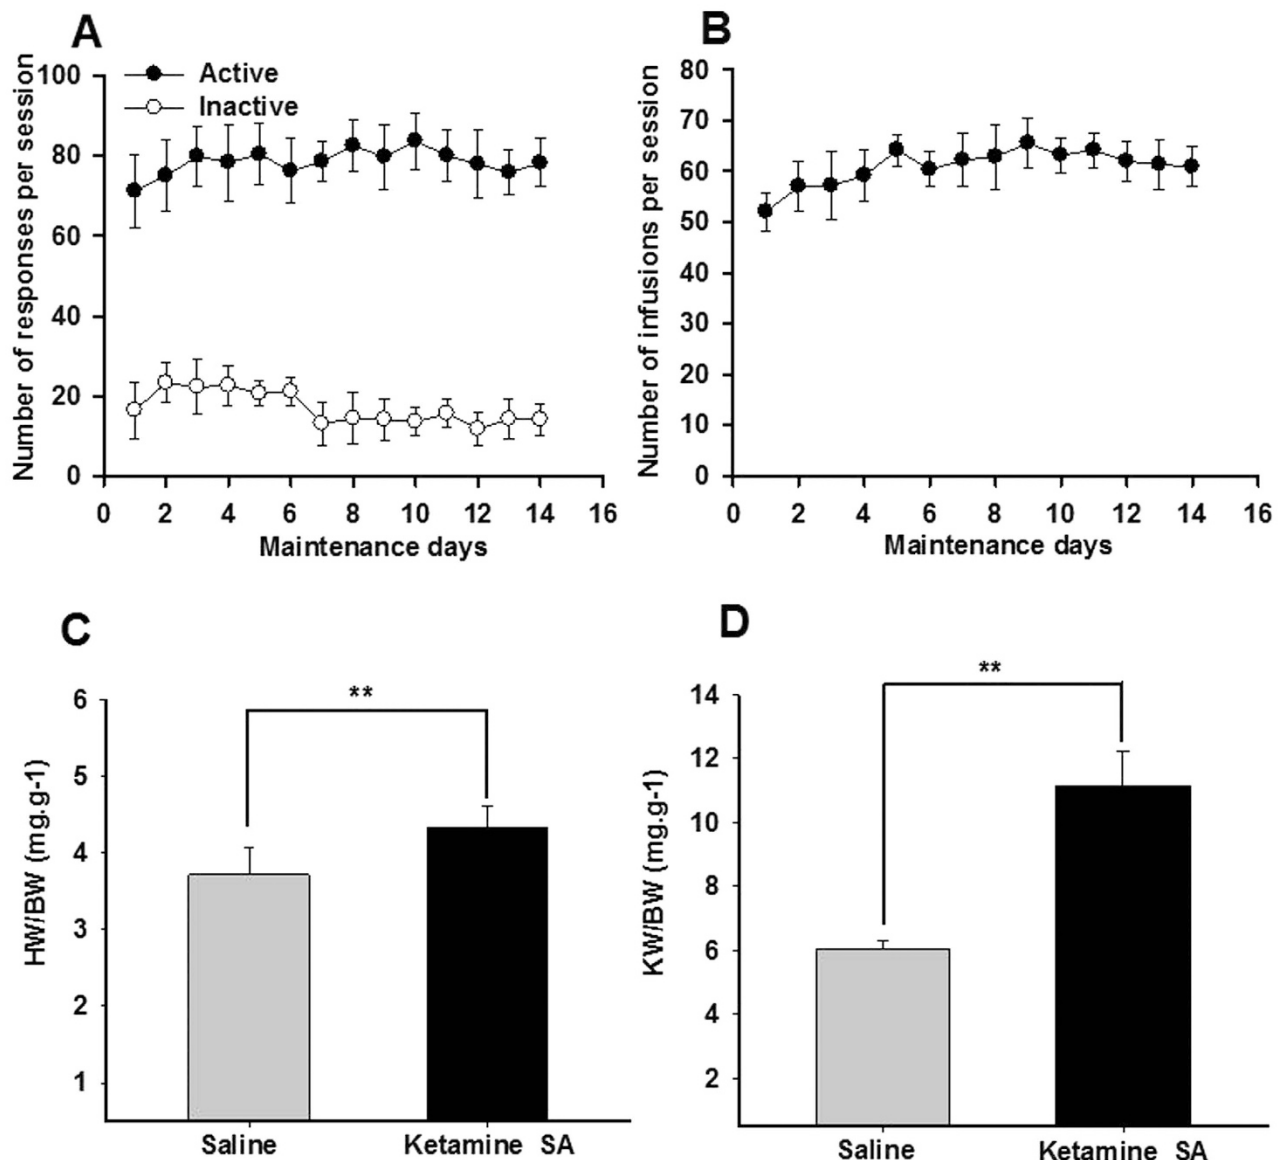 A
Number of responses per session
100
80
60
40
20
0
Active
Inactive
0 2 4 6 8 10 12 14 16
Maintenance days
B
Number of infusions per session
80
70
60
50
40
30
20
10
0
0 2 4 6 8 10 12 14 16
Maintenance days
C
HW/BW (mg.g-1)
6
5
4
3
2
1
**
Saline Ketamine SA
D
KW/BW (mg.g-1)
14
12
10
8
6
4
2
**
Saline Ketamine SA